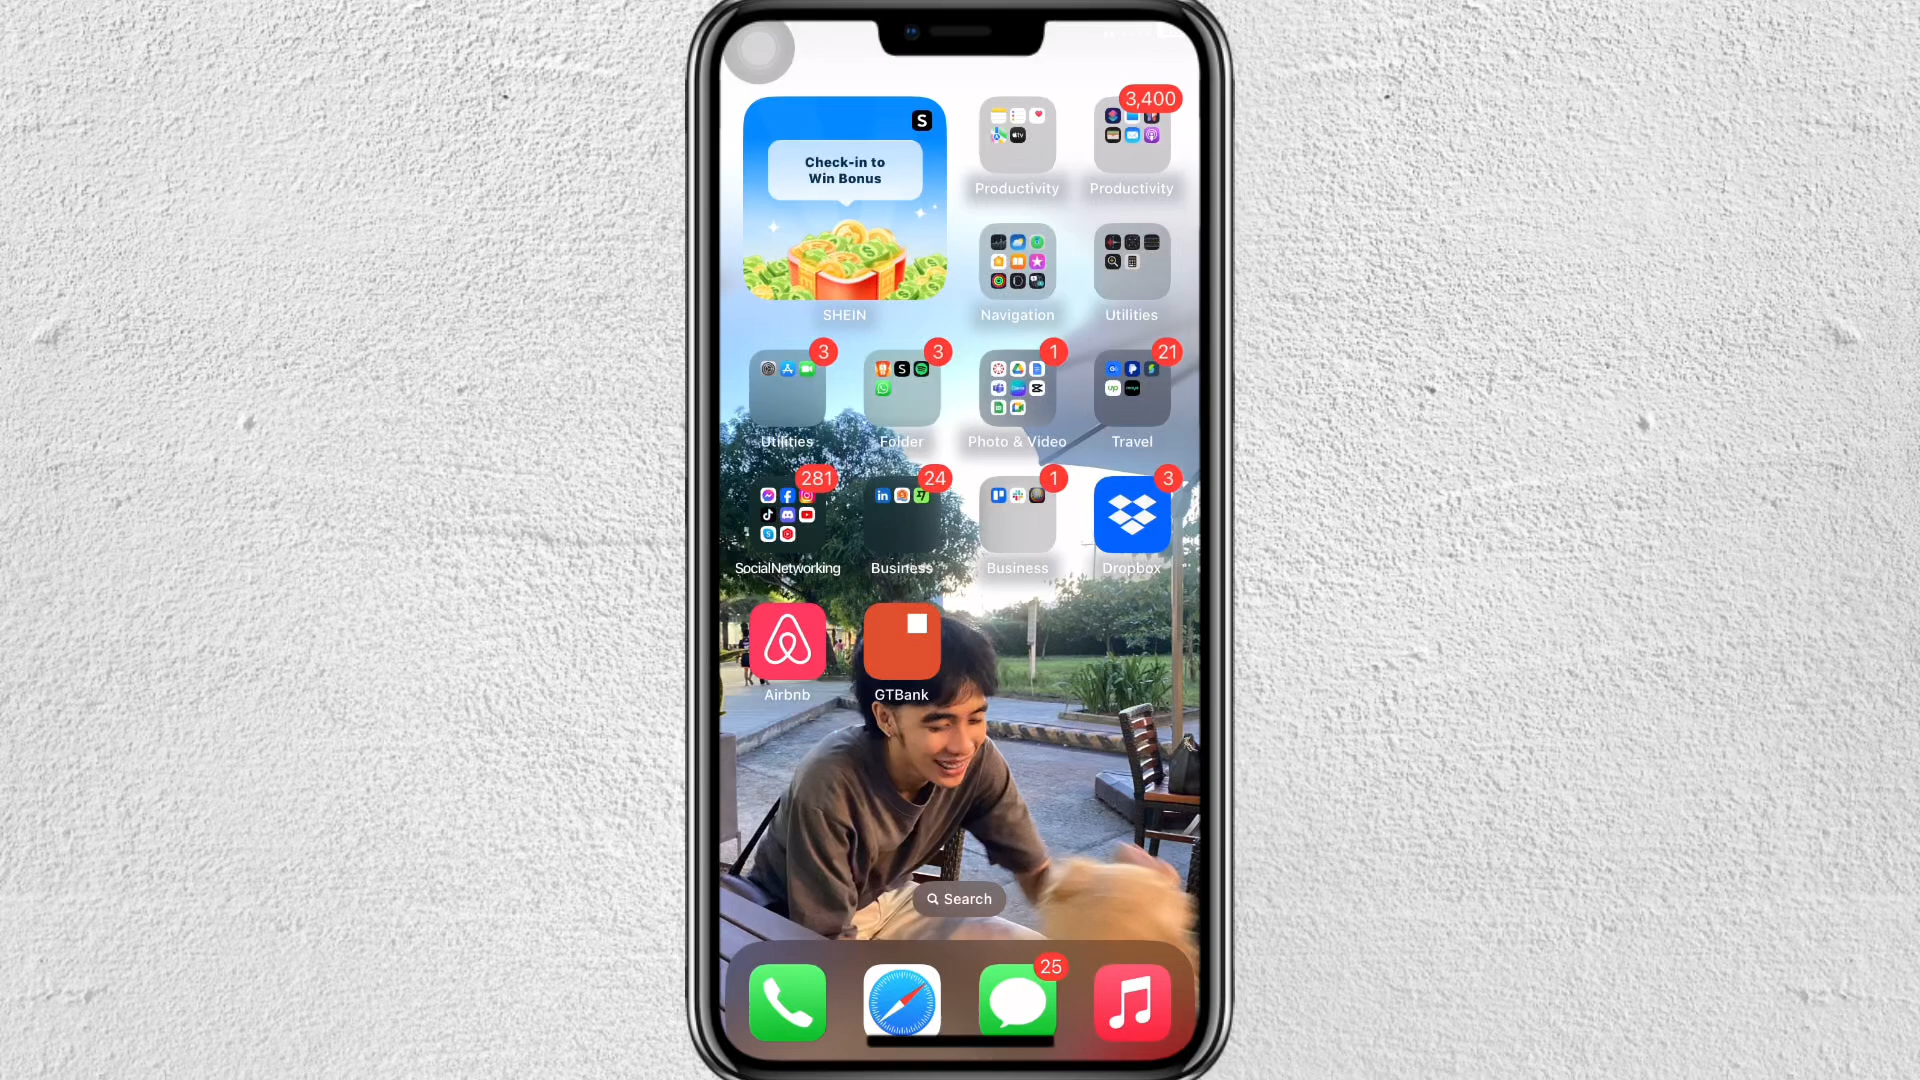 S
Check-in to
Win Bonus
SHEIN
Productivity
3,400
Productivity
Navigation
Utilities
3
Utilities
3
Folder
1
Photo & Video
21
Travel
281
SocialNetworking
24
Business
1
Business
3
Dropbox
Airbnb
GTBank
Search
25